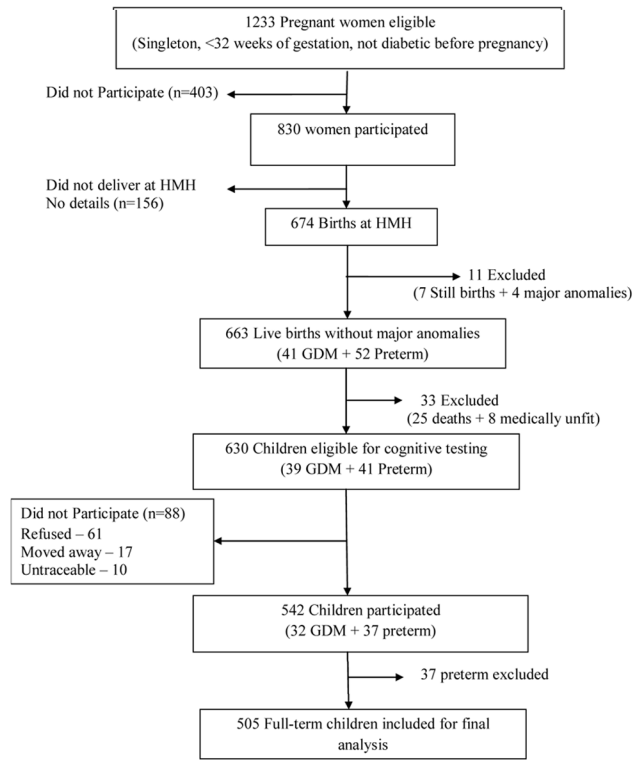 1233 Pregnant women eligible
(Singleton, <32 weeks of gestation, not diabetic before pregnancy)
Did not Participate (n=403)
830 women participated
Did not deliver at HMH
No details (n=156)
674 Births at HMH
11 Excluded
(7 Still births + 4 major anomalies)
663 Live births without major anomalies
(41 GDM + 52 Preterm)
33 Excluded
(25 deaths + 8 medically unfit)
630 Children eligible for cognitive testing
(39 GDM + 41 Preterm)
Did not Participate (n=88)
Refused – 61
Moved away – 17
Untraceable – 10
542 Children participated
(32 GDM + 37 preterm)
37 preterm excluded
505 Full-term children included for final
analysis